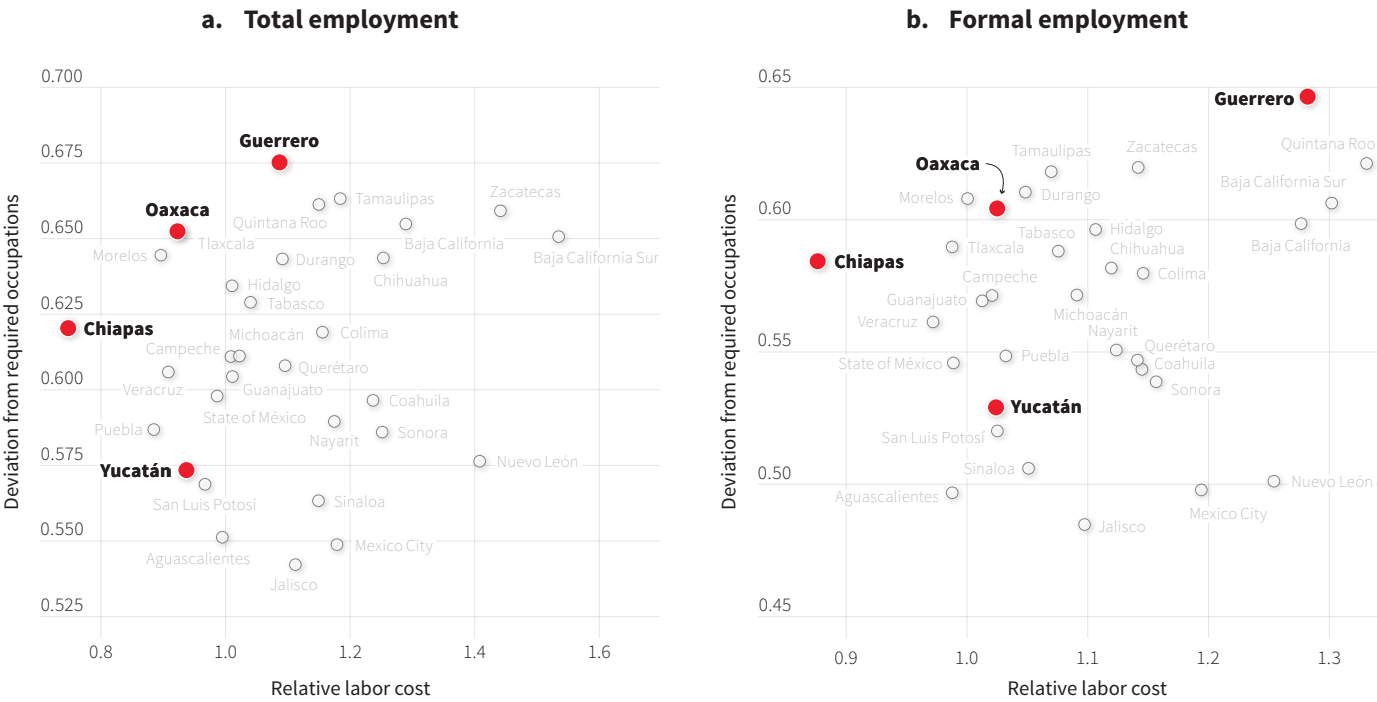 a. Total employment
Deviation from required occupations
0.700
0.675
0.650
0.625
0.600
0.575
0.550
0.525
Guerrero
Tamaulipas
Zacatecas
Quintana Roo
Oaxaca
Tlaxcala
Baja California
Baja California Sur
Morelos
Durango
Chihuahua
Hidalgo
Tabasco
Chiapas
Michoacán
Colima
Campeche
Querétaro
Veracruz
Guanajuato
State of México
Coahuila
Nayarit
Sonora
Puebla
Yucatán
Nuevo León
San Luis Potosí
Sinaloa
Aguascalientes
Mexico City
Jalisco
0.8 1.0 1.2 1.4 1.6
Relative labor cost
b. Formal employment
Deviation from required occupations
0.65
0.60
0.55
0.50
0.45
Guerrero
Zacatecas
Quintana Roo
Tamaulipas
Oaxaca
Baja California Sur
Morelos
Durango
Tabasco
Hidalgo
Baja California
Tlaxcala
Chihuahua
Chiapas
Campeche
Colima
Guanajuato
Michoacán
Veracruz
Nayarit
Querétaro
Puebla
State of México
Coahuila
Sonora
Yucatán
San Luis Potosí
Sinaloa
Nuevo León
Aguascalientes
Mexico City
Jalisco
0.9 1.0 1.1 1.2 1.3
Relative labor cost